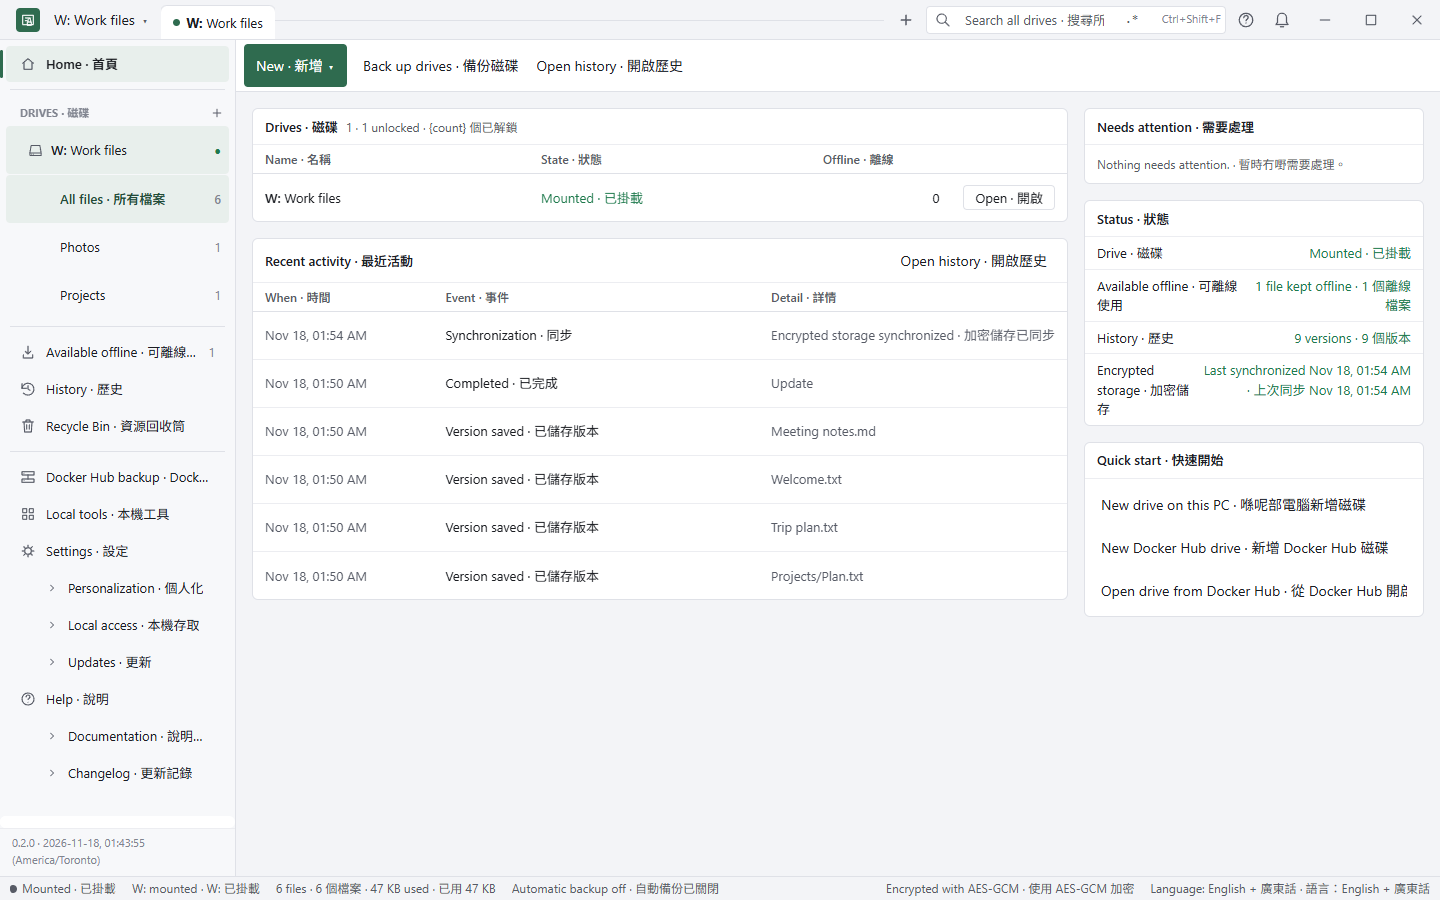 W: Work files
W: Work files
Search all drives · 搜尋所 .* Ctrl+Shift+F
Home · 首頁
DRIVES · 磁碟
W: Work files
All files · 所有檔案 6
Photos 1
Projects 1
Available offline · 可離線... 1
History · 歷史
Recycle Bin · 資源回收筒
Docker Hub backup · Dock...
Local tools · 本機工具
Settings · 設定
Personalization · 個人化
Local access · 本機存取
Updates · 更新
Help · 說明
Documentation · 說明...
Changelog · 更新記錄
0.2.0 · 2026-11-18, 01:43:55
(America/Toronto)
New · 新增
Back up drives · 備份磁碟
Open history · 開啟歷史
Drives · 磁碟 1 · 1 unlocked · {count} 個已解鎖
Name · 名稱 State · 狀態 Offline · 離線
W: Work files Mounted · 已掛載 0 Open · 開啟
Recent activity · 最近活動 Open history · 開啟歷史
When · 時間 Event · 事件 Detail · 詳情
Nov 18, 01:54 AM Synchronization · 同步 Encrypted storage synchronized · 加密儲存已同步
Nov 18, 01:50 AM Completed · 已完成 Update
Nov 18, 01:50 AM Version saved · 已儲存版本 Meeting notes.md
Nov 18, 01:50 AM Version saved · 已儲存版本 Welcome.txt
Nov 18, 01:50 AM Version saved · 已儲存版本 Trip plan.txt
Nov 18, 01:50 AM Version saved · 已儲存版本 Projects/Plan.txt
Needs attention · 需要處理
Nothing needs attention. · 暫時冇嘢需要處理。
Status · 狀態
Drive · 磁碟 Mounted · 已掛載
Available offline · 可離線 1 file kept offline · 1 個離線
使用 檔案
History · 歷史 9 versions · 9 個版本
Encrypted Last synchronized Nov 18, 01:54 AM
storage · 加密儲 · 上次同步 Nov 18, 01:54 AM
存
Quick start · 快速開始
New drive on this PC · 喺呢部電腦新增磁碟
New Docker Hub drive · 新增 Docker Hub 磁碟
Open drive from Docker Hub · 從 Docker Hub 開啟
Mounted · 已掛載 W: mounted · W: 已掛載 6 files · 6 個檔案 · 47 KB used · 已用 47 KB Automatic backup off · 自動備份已關閉 Encrypted with AES-GCM · 使用 AES-GCM 加密 Language: English + 廣東話 · 語言：English + 廣東話